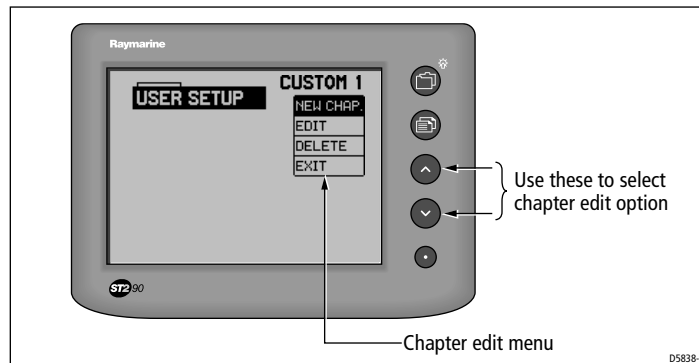 Raymarine
USER SETUP
CUSTOM 1
NEW CHAP.
EDIT
DELETE
EXIT
Use these to select
chapter edit option
ST290
Chapter edit menu
D5838-